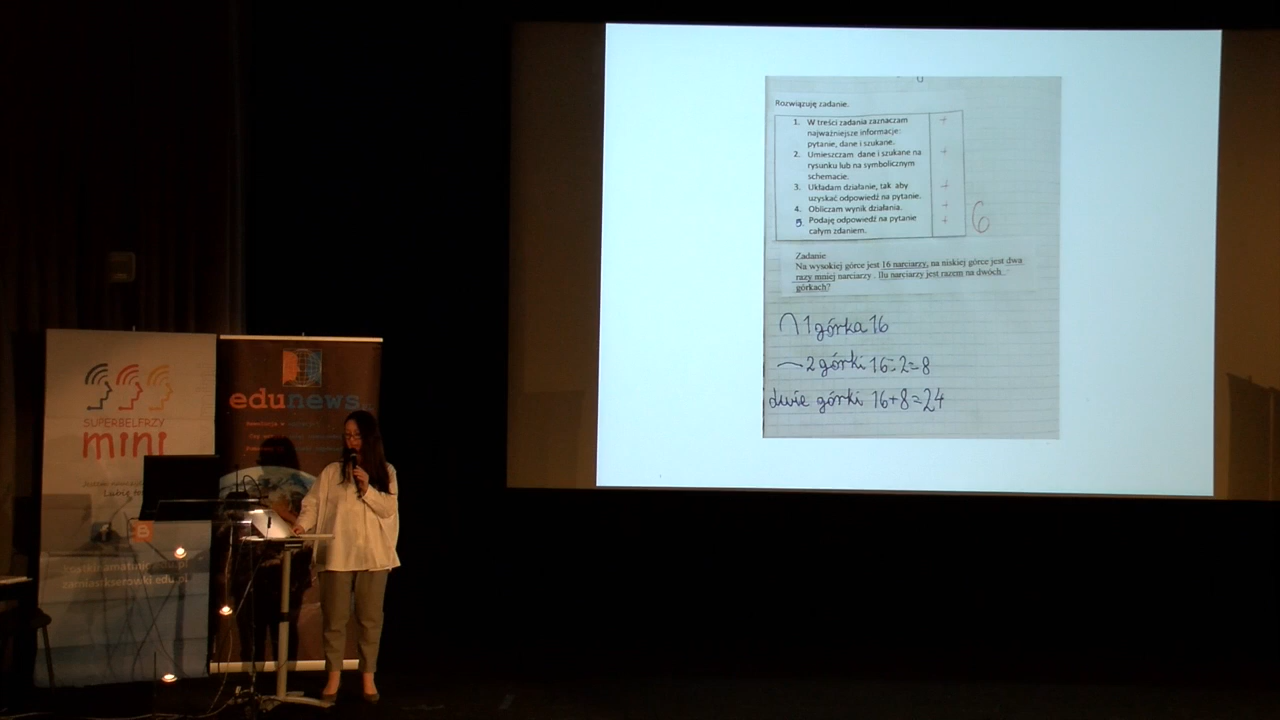 Rozwiązuję zadanie.
1. W treści zadania zaznaczam +
najważniejsze informacje:
pytanie, dane i szukane.
2. Umieszczam dane i szukane na +
rysunku lub na symbolicznym
schemacie.
3. Układam działanie, tak aby +
uzyskać odpowiedź na pytanie.
4. Obliczam wynik działania. +
5. Podaję odpowiedź na pytanie +
całym zdaniem.
6
Zadanie
Na wysokiej górce jest 16 narciarzy, na niskiej górce jest dwa
razy mniej narciarzy . Ilu narciarzy jest razem na dwóch
górkach?
1 górka 16
2 górki 16:2=8
dwie górki 16+8=24
SUPERBELFRZY
mini
zamiastkserowki.edu.pl
edunews